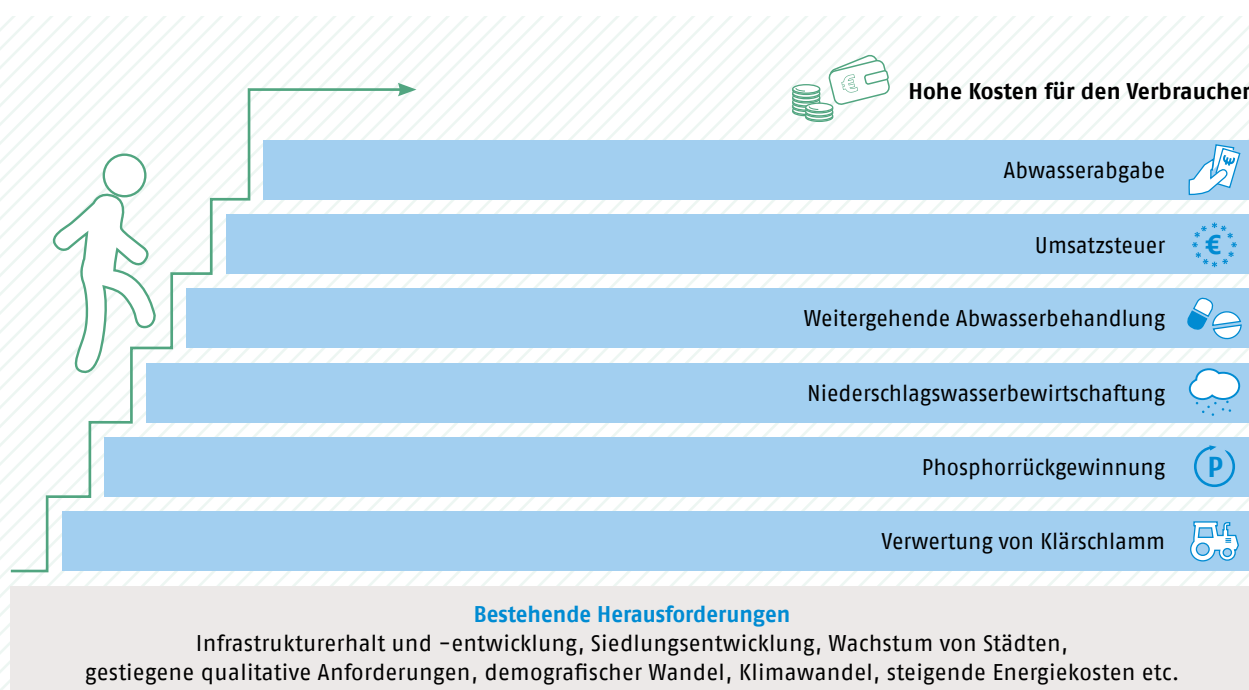 Hohe Kosten für den Verbraucher
Abwasserabgabe
€
Umsatzsteuer
Weitergehende Abwasserbehandlung
Niederschlagswasserbewirtschaftung
Phosphorrückgewinnung
P
Verwertung von Klärschlamm
Bestehende Herausforderungen
Infrastrukturerhalt und –entwicklung, Siedlungsentwicklung, Wachstum von Städten,
gestiegene qualitative Anforderungen, demografischer Wandel, Klimawandel, steigende Energiekosten etc.